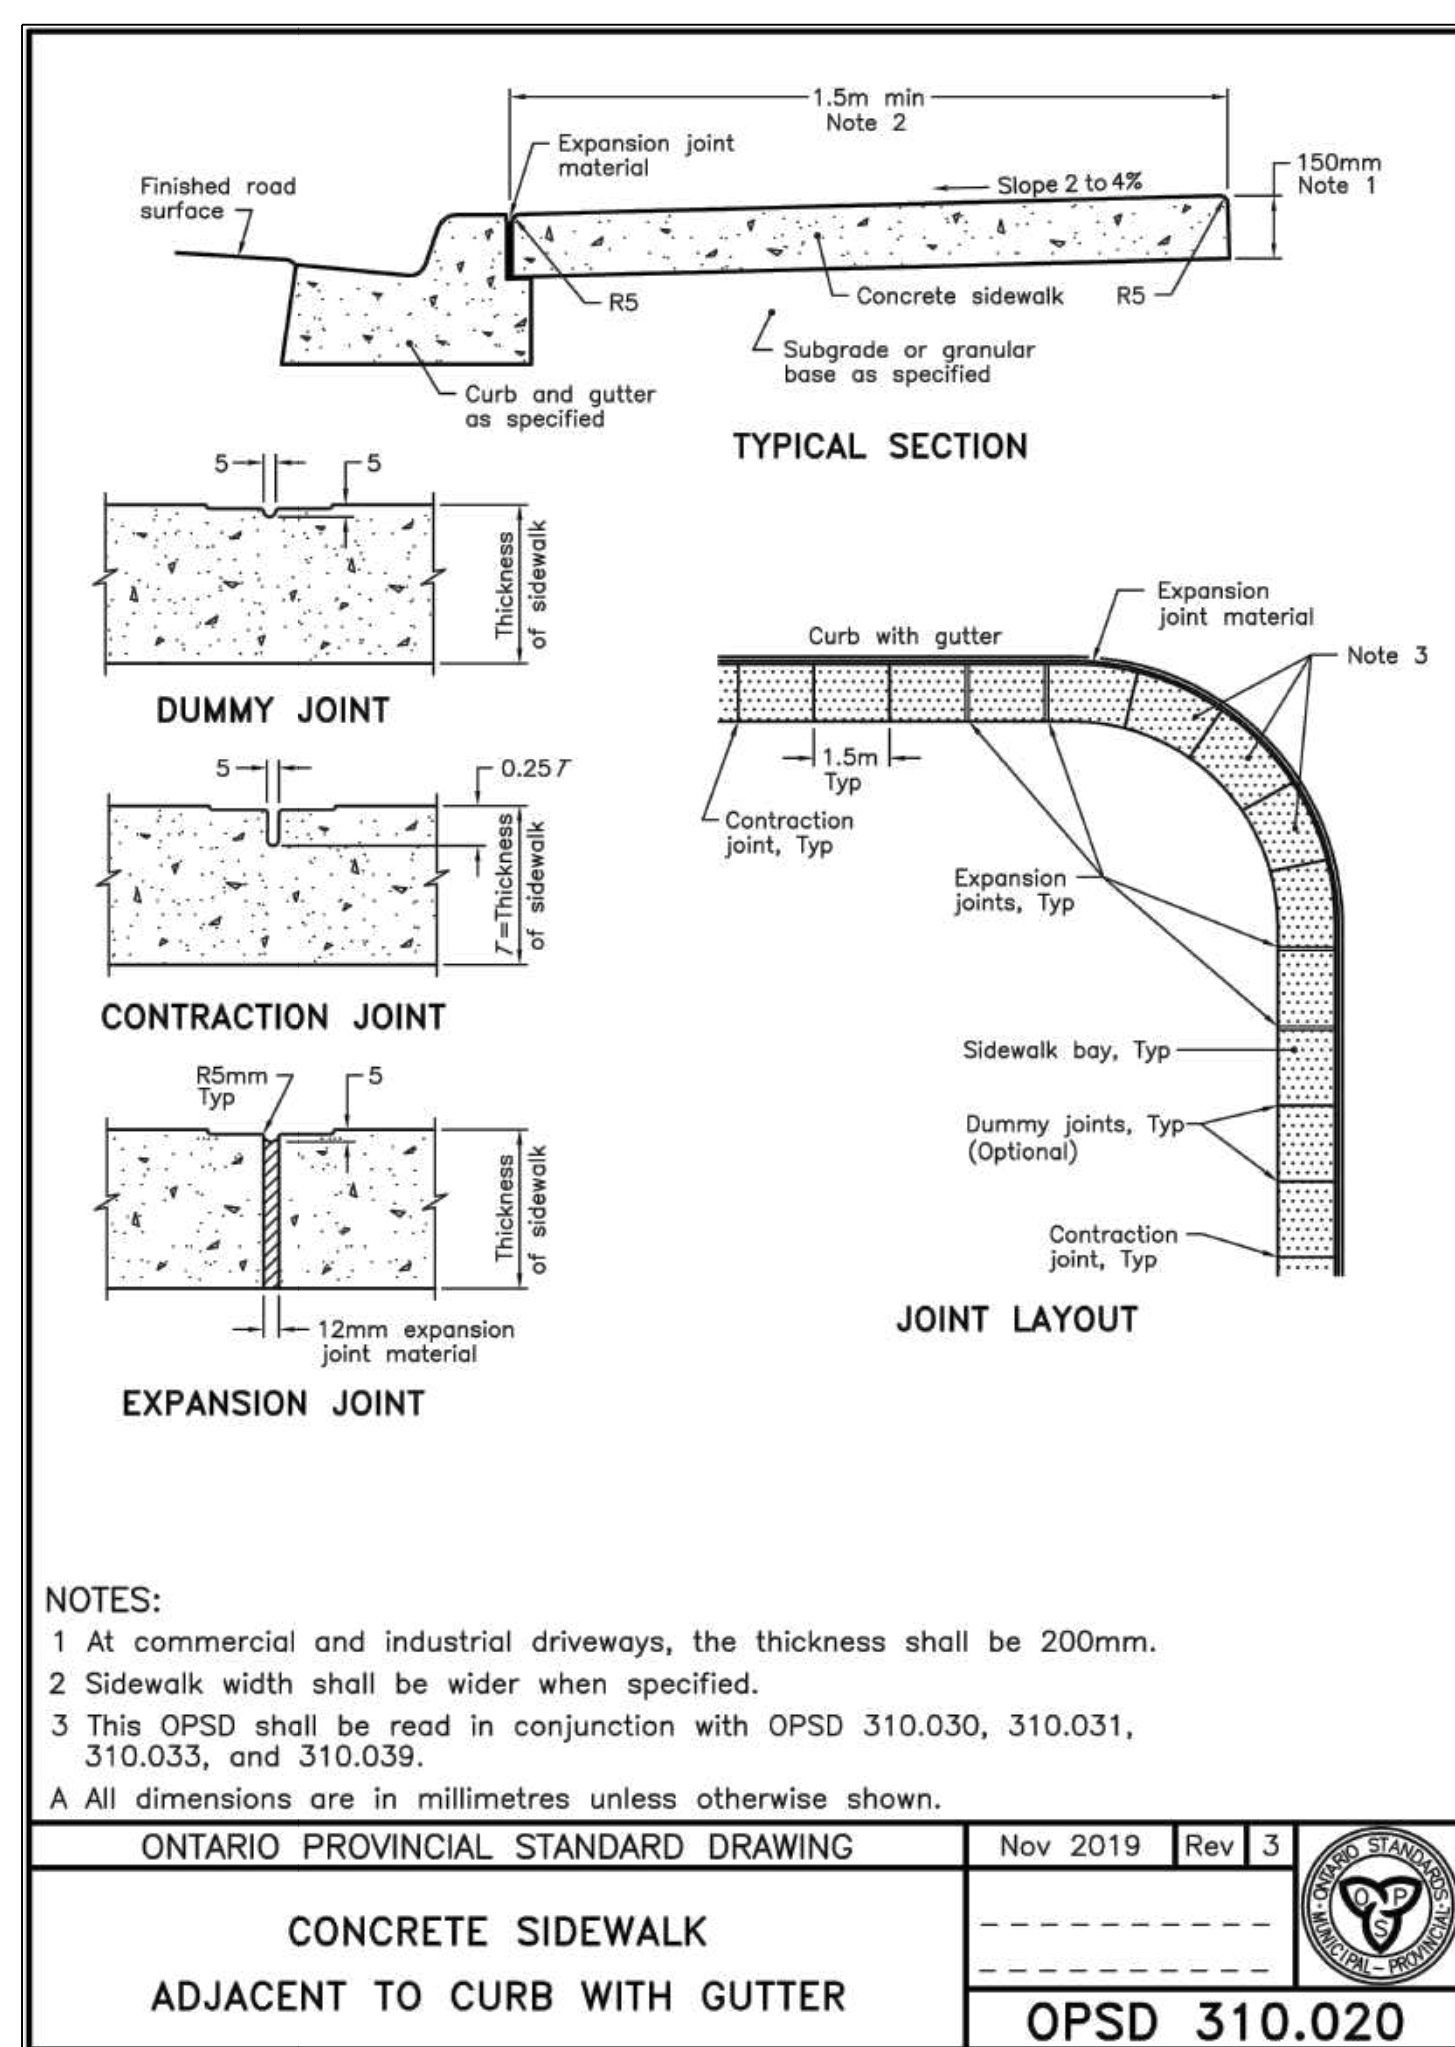 1.5m min
Note 2
Expansion joint
material
Finished road
surface
Slope 2 to 4%
150mm
Note 1
R5
Concrete sidewalk
R5
Subgrade or granular
base as specified
Curb and gutter
as specified
TYPICAL SECTION
5
5
Thickness
of sidewalk
DUMMY JOINT
5
0.25T
T=Thickness
of sidewalk
CONTRACTION JOINT
R5mm
Typ
5
Thickness
of sidewalk
12mm expansion
joint material
EXPANSION JOINT
Expansion
joint material
Curb with gutter
Note 3
1.5m
Typ
Contraction
joint, Typ
Expansion
joints, Typ
Sidewalk bay, Typ
Dummy joints, Typ
(Optional)
Contraction
joint, Typ
JOINT LAYOUT
NOTES:
1 At commercial and industrial driveways, the thickness shall be 200mm.
2 Sidewalk width shall be wider when specified.
3 This OPSD shall be read in conjunction with OPSD 310.030, 310.031,
310.033, and 310.039.
A All dimensions are in millimetres unless otherwise shown.
ONTARIO PROVINCIAL STANDARD DRAWING
Nov 2019
Rev
3
CONCRETE SIDEWALK
ADJACENT TO CURB WITH GUTTER
ONTARIO STANDARDS
MUNICIPAL - PROVINCIAL
O P
S
OPSD 310.020